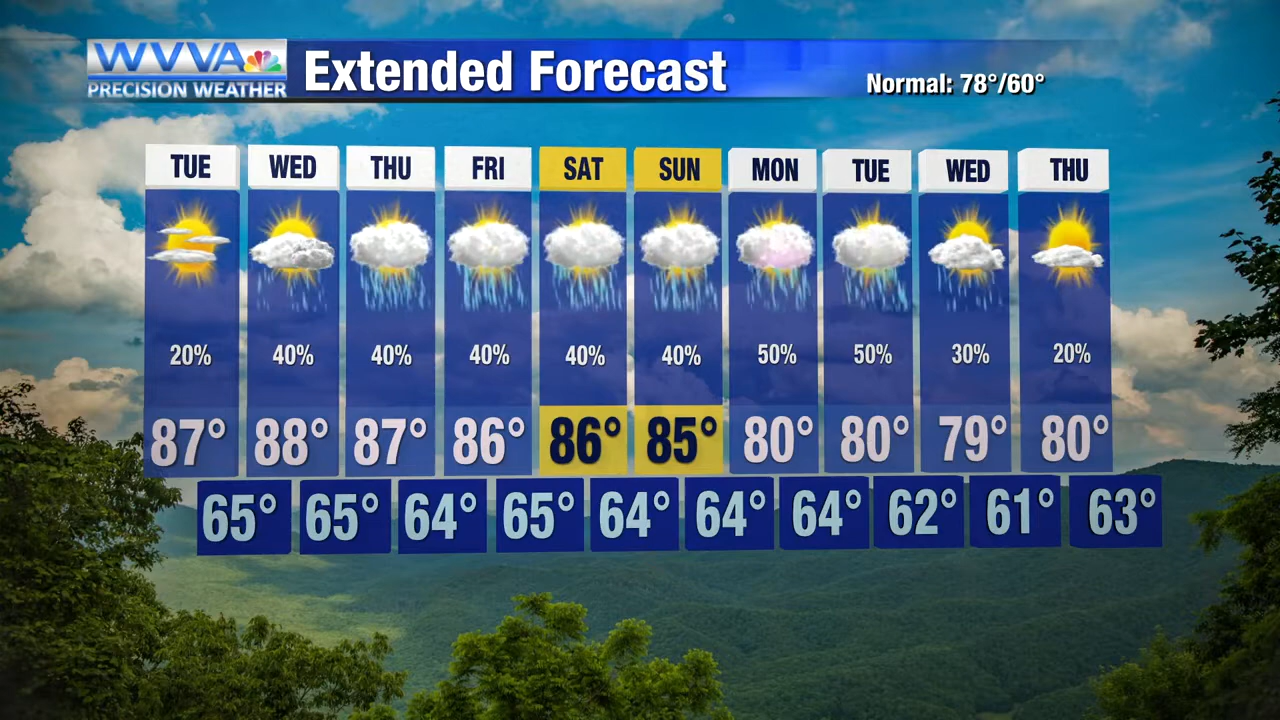 WVVA
PRECISION WEATHER
Extended Forecast
Normal: 78°/60°
TUE WED THU FRI SAT SUN MON TUE WED THU
20% 40% 40% 40% 40% 40% 50% 50% 30% 20%
87° 88° 87° 86° 86° 85° 80° 80° 79° 80°
65° 65° 64° 65° 64° 64° 64° 62° 61° 63°